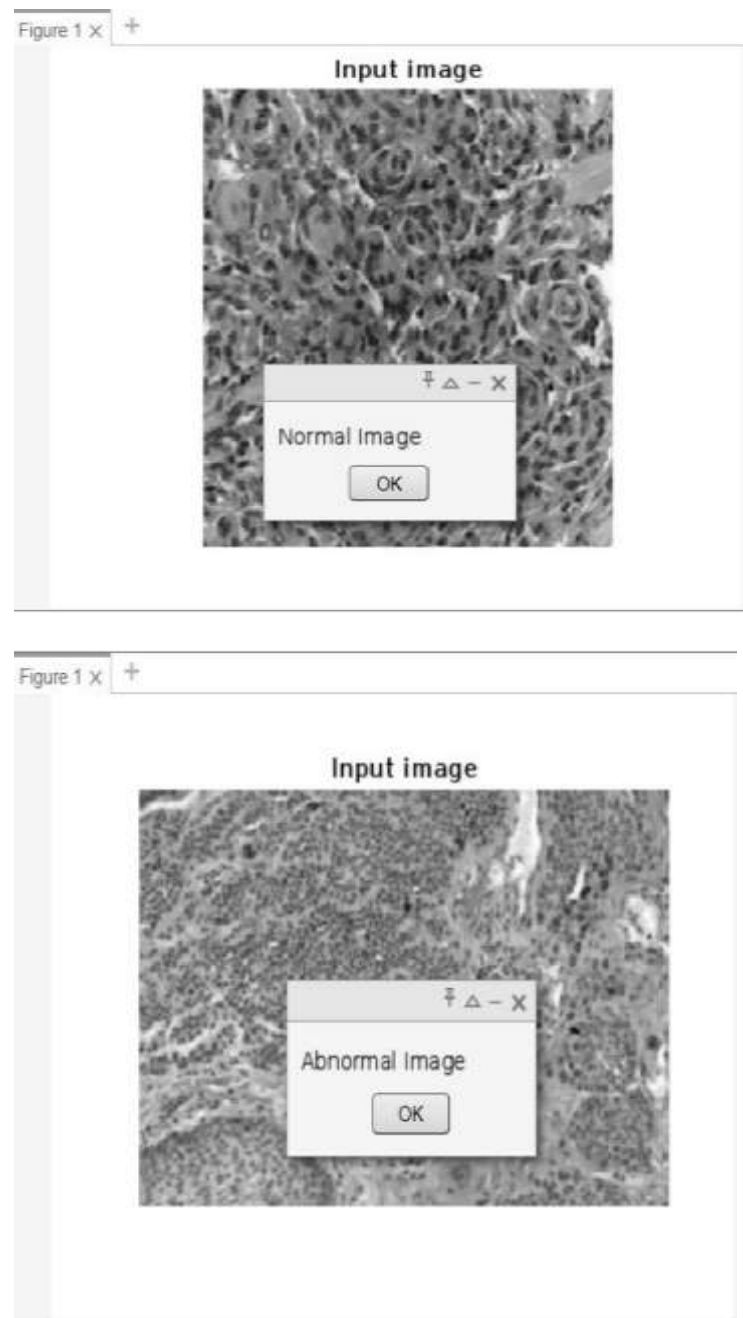 Figure 1 × +
Input image
Normal Image
OK
Figure 1 × +
Input image
Abnormal Image
OK